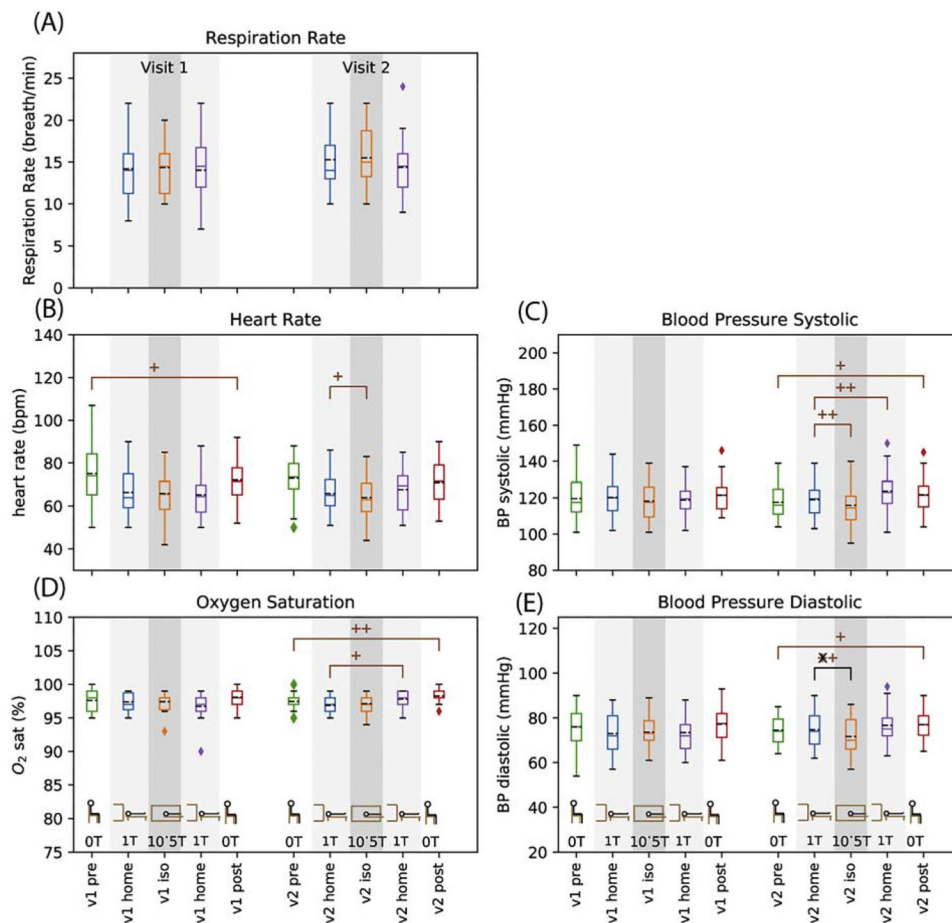 (A)
Respiration Rate
Visit 1
Visit 2
Respiration Rate (breath/min)
25
20
15
10
5
0
(B)
Heart Rate
heart rate (bpm)
140
120
100
80
60
40
+
+
(C)
Blood Pressure Systolic
BP systolic (mmHg)
200
180
160
140
120
100
80
+
++
++
(D)
Oxygen Saturation
O2 sat (%)
110
105
100
95
90
85
80
75
++
+
0T 1T 10'5T 1T 0T 0T 1T 10'5T 1T 0T
v1 pre
v1 home
v1 iso
v1 home
v1 post
v2 pre
v2 home
v2 iso
v2 home
v2 post
(E)
Blood Pressure Diastolic
BP diastolic (mmHg)
120
100
80
60
40
20
+
0T 1T 10'5T 1T 0T 0T 1T 10'5T 1T 0T
v1 pre
v1 home
v1 iso
v1 home
v1 post
v2 pre
v2 home
v2 iso
v2 home
v2 post